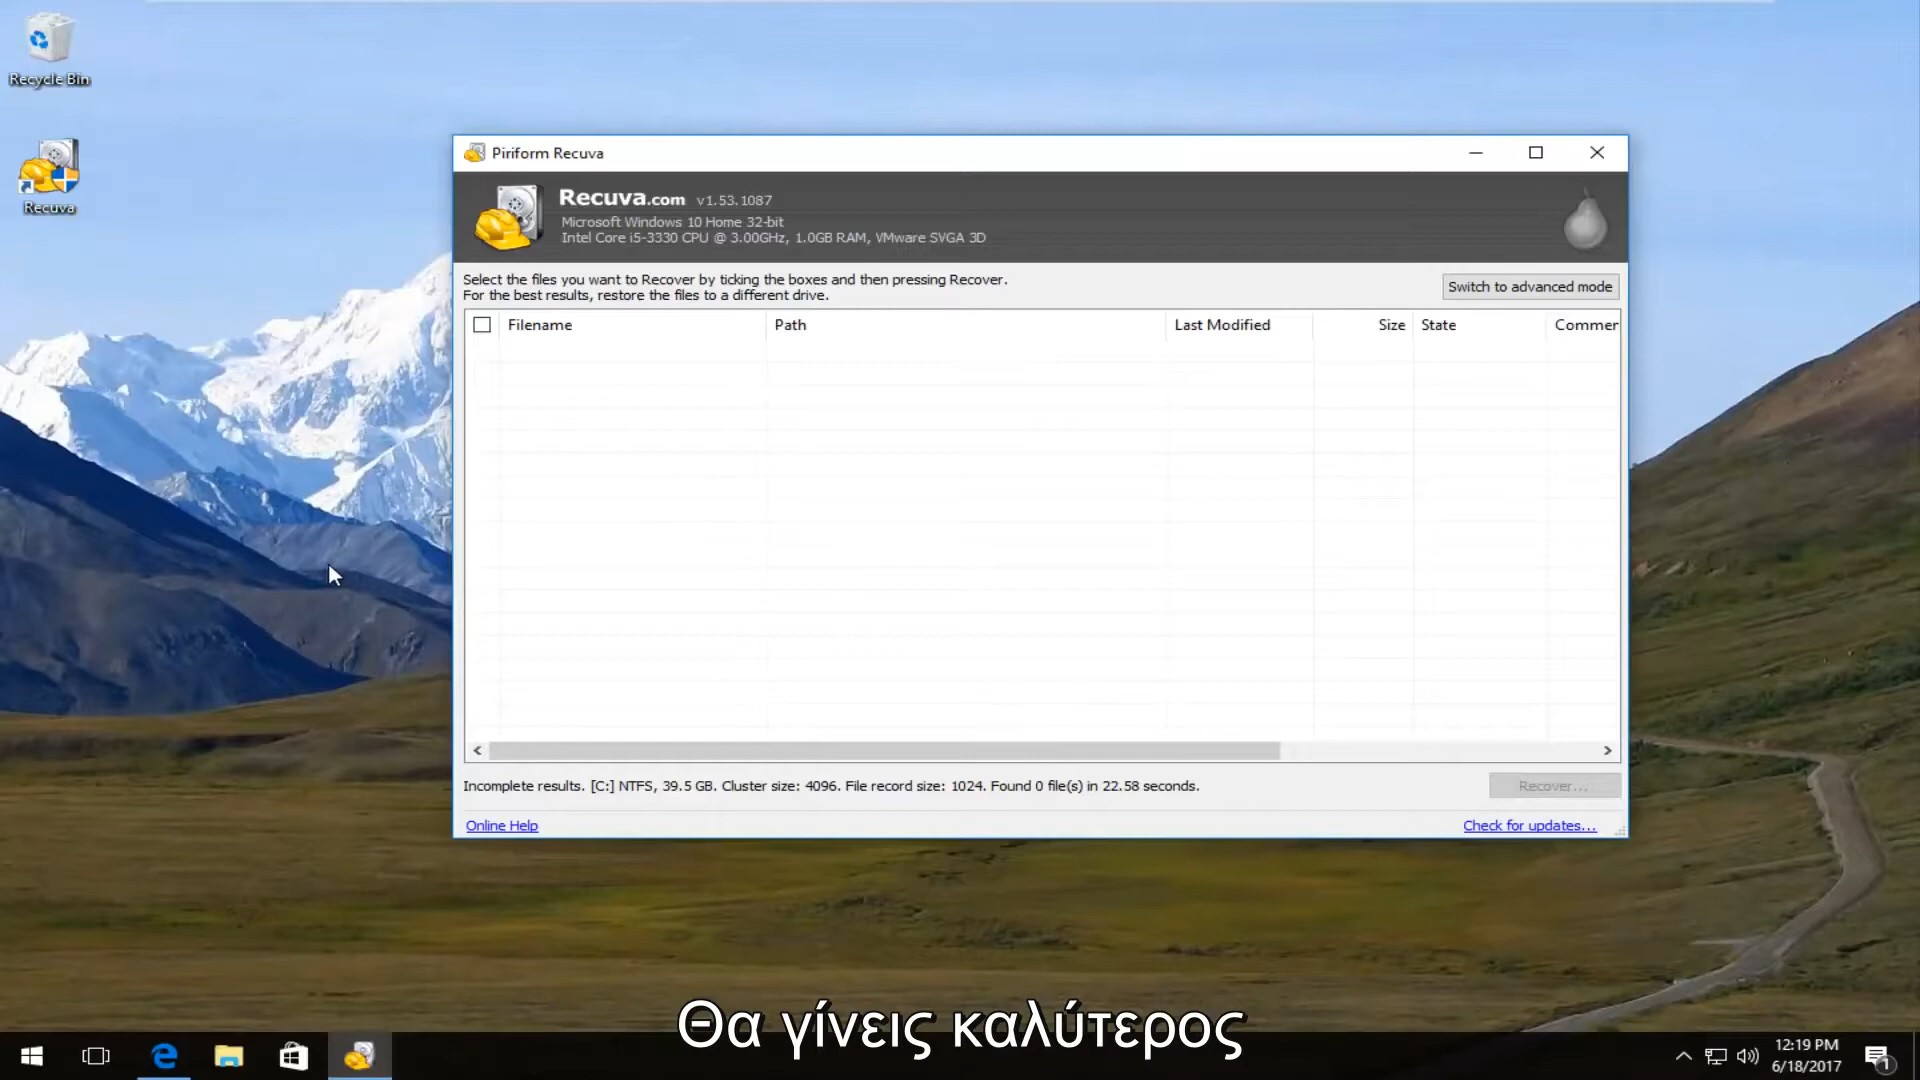 Recycle Bin
Recuva
Piriform Recuva
Recuva.com v1.53.1087
Microsoft Windows 10 Home 32-bit
Intel Core i5-3330 CPU @ 3.00GHz, 1.0GB RAM, VMware SVGA 3D
Select the files you want to Recover by ticking the boxes and then pressing Recover.
For the best results, restore the files to a different drive.
Switch to advanced mode
Filename Path Last Modified Size State Commer
Incomplete results. [C:] NTFS, 39.5 GB. Cluster size: 4096. File record size: 1024. Found 0 file(s) in 22.58 seconds.
Recover...
Online Help
Check for updates...
Θα γίνεις καλύτερος
12:19 PM
6/18/2017
1